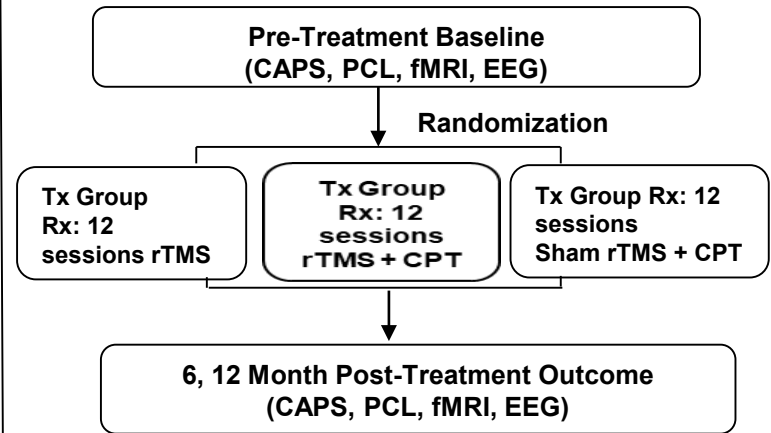 Pre-Treatment Baseline
(CAPS, PCL, fMRI, EEG)
Randomization
Tx Group
Rx: 12
sessions rTMS
Tx Group
Rx: 12
sessions
rTMS + CPT
Tx Group Rx: 12
sessions
Sham rTMS + CPT
6, 12 Month Post-Treatment Outcome
(CAPS, PCL, fMRI, EEG)